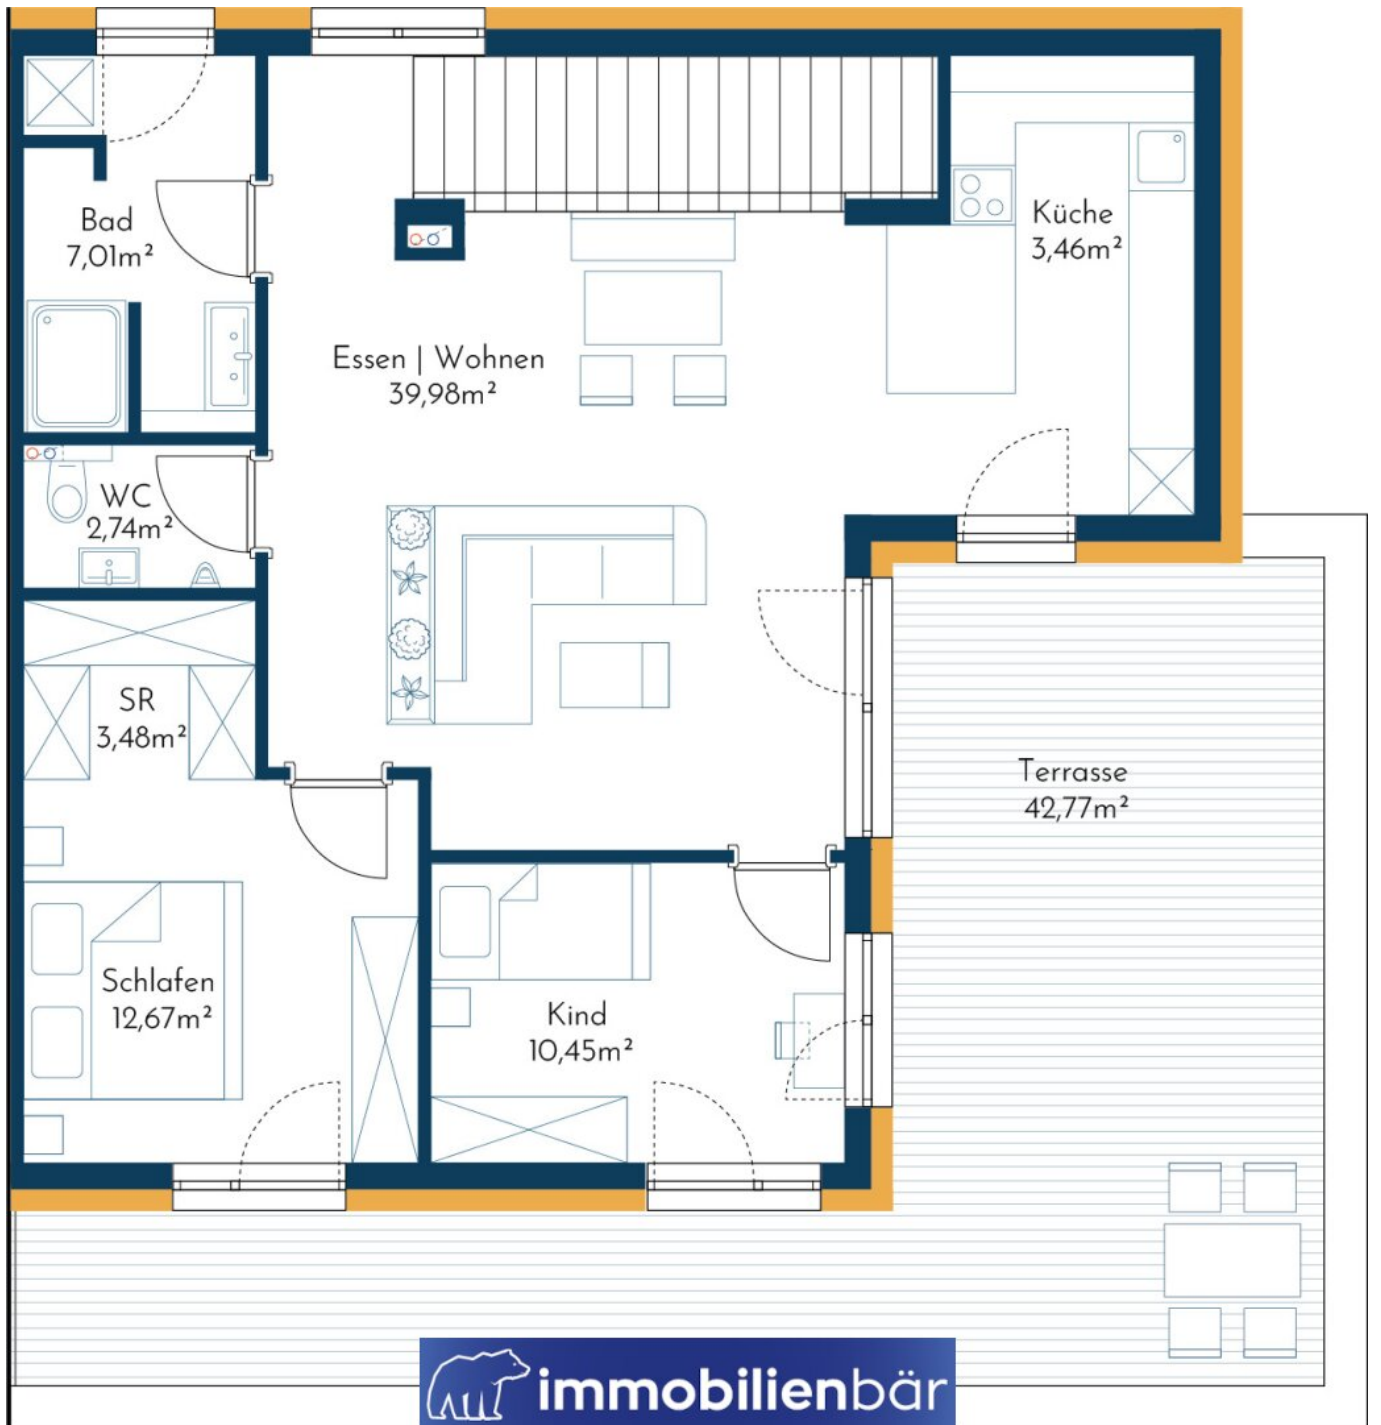 Bad
7,01m²
Küche
3,46m²
Essen | Wohnen
39,98m²
WC
2,74m²
SR
3,48m²
Terrasse
42,77m²
Schlafen
12,67m²
Kind
10,45m²
immobilienbär